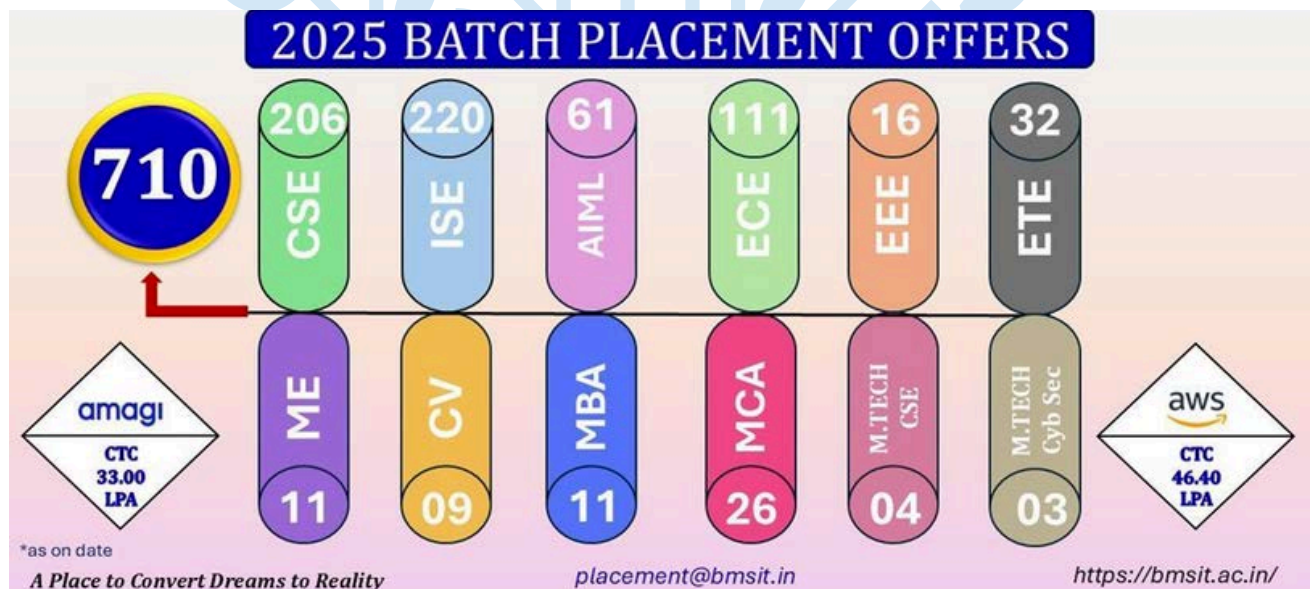 2025 BATCH PLACEMENT OFFERS
710
206
CSE
220
ISE
61
AIML
111
ECE
16
EEE
32
ETE
ME
11
CV
09
MBA
11
MCA
26
M.TECH
CSE
04
M.TECH
Cyb Sec
03
amagi
CTC
33.00
LPA
aws
CTC
46.40
LPA
*as on date
A Place to Convert Dreams to Reality
placement@bmsit.in
https://bmsit.ac.in/